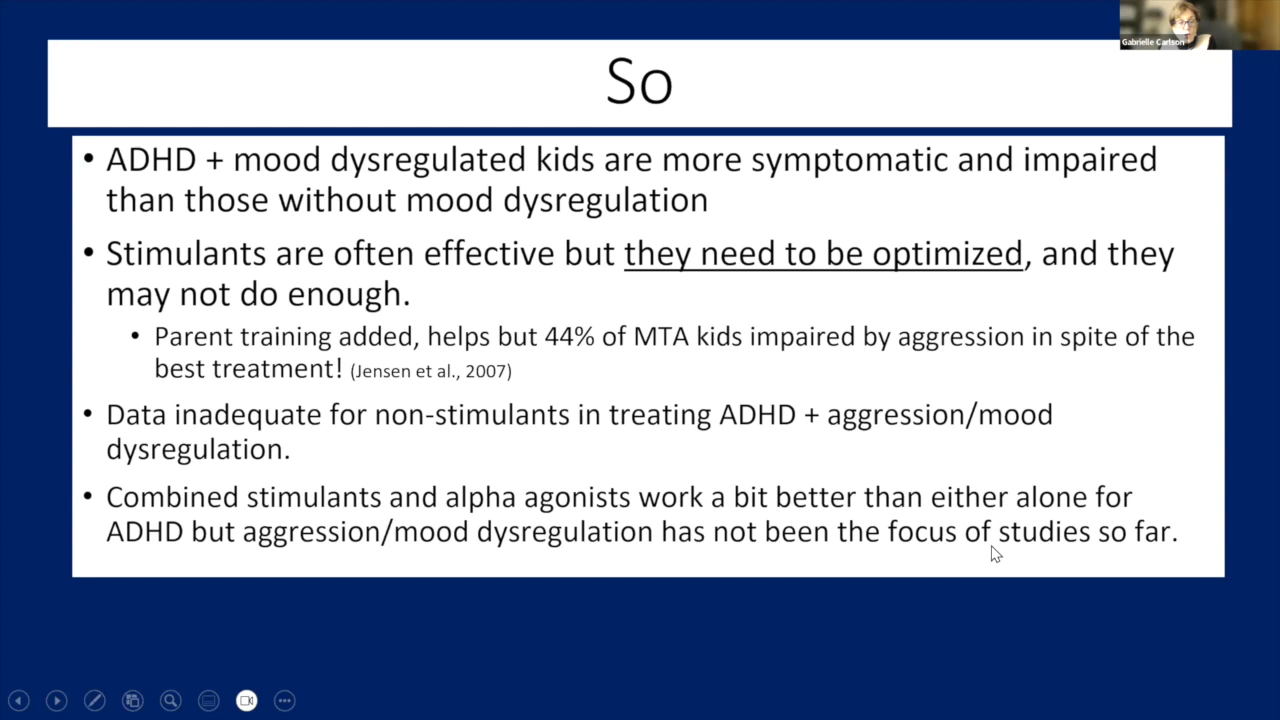 Gabrielle Carlson
So
• ADHD + mood dysregulated kids are more symptomatic and impaired
than those without mood dysregulation
• Stimulants are often effective but they need to be optimized, and they
may not do enough.
• Parent training added, helps but 44% of MTA kids impaired by aggression in spite of the
best treatment! (Jensen et al., 2007)
• Data inadequate for non-stimulants in treating ADHD + aggression/mood
dysregulation.
• Combined stimulants and alpha agonists work a bit better than either alone for
ADHD but aggression/mood dysregulation has not been the focus of studies so far.